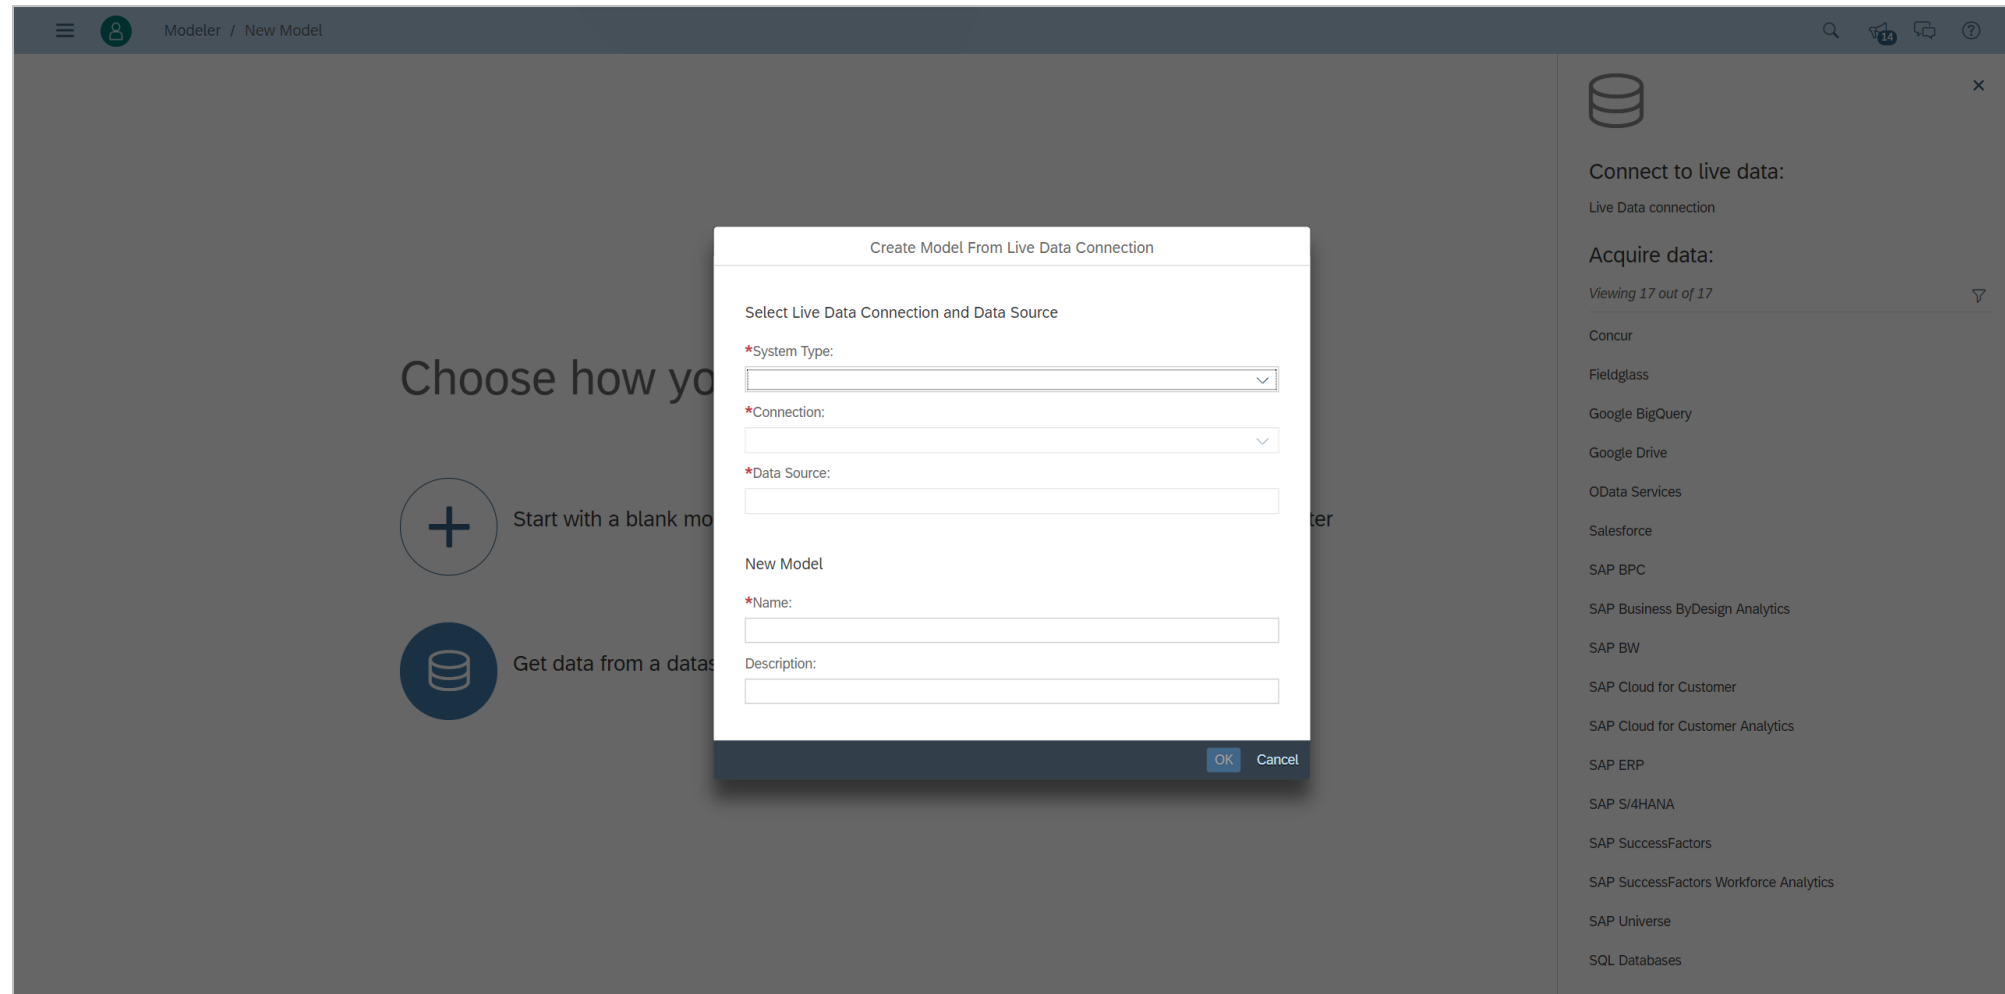 Modeler / New Model
14
Connect to live data:
Live Data connection
Acquire data:
Viewing 17 out of 17
Concur
Fieldglass
Google BigQuery
Google Drive
OData Services
Salesforce
SAP BPC
SAP Business ByDesign Analytics
SAP BW
SAP Cloud for Customer
SAP Cloud for Customer Analytics
SAP ERP
SAP S/4HANA
SAP SuccessFactors
SAP SuccessFactors Workforce Analytics
SAP Universe
SQL Databases
Choose how yo
Start with a blank mo
ter
Get data from a datas
Create Model From Live Data Connection
Select Live Data Connection and Data Source
*System Type:
*Connection:
*Data Source:
New Model
*Name:
Description:
OK Cancel